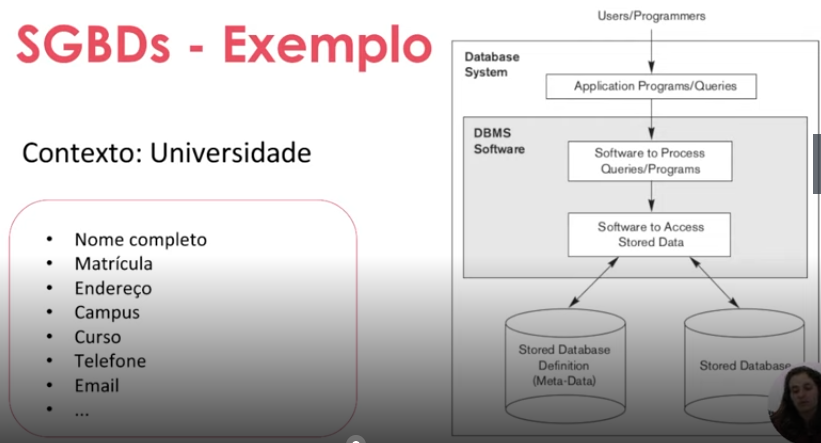 SGBDs - Exemplo
Contexto: Universidade
• Nome completo
• Matrícula
• Endereço
• Campus
• Curso
• Telefone
• Email
• ...
Users/Programmers
Database
System
Application Programs/Queries
DBMS
Software
Software to Process
Queries/Programs
Software to Access
Stored Data
Stored Database
Definition
(Meta-Data)
Stored Database